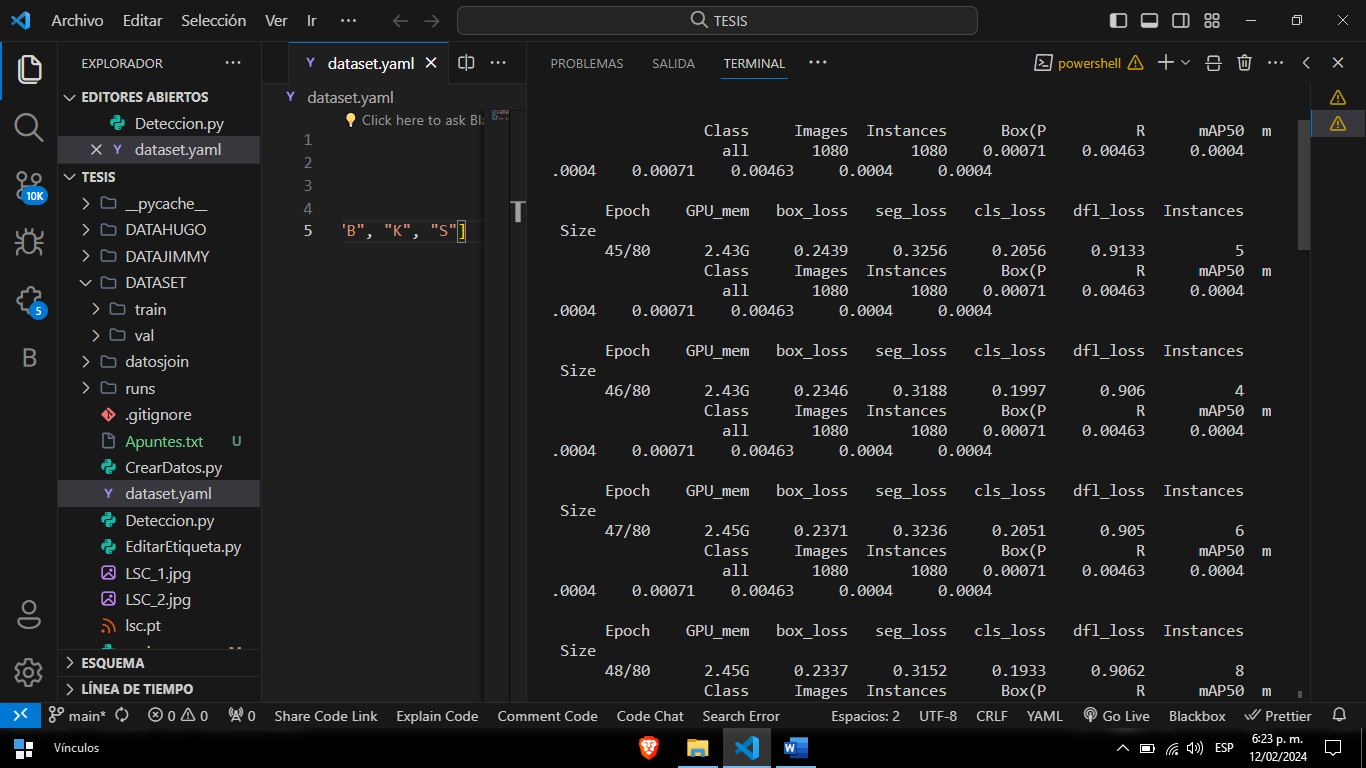 Archivo Editar Selección Ver Ir ··· TESIS
EXPLORADOR ···
EDITORES ABIERTOS
Deteccion.py
dataset.yaml
TESIS
__pycache__
DATAHUGO
DATAJIMMY
DATASET
train
val
datosjoin
runs
.gitignore
Apuntes.txt U
CrearDatos.py
dataset.yaml
Deteccion.py
EditarEtiqueta.py
LSC_1.jpg
LSC_2.jpg
lsc.pt
ESQUEMA
LÍNEA DE TIEMPO
10K
5
B
Y dataset.yaml ···
Y dataset.yaml
Click here to ask Bla
1
2
3
4
5 "B", "K", "S"]
PROBLEMAS SALIDA TERMINAL ··· powershell ···
Class Images Instances Box(P R mAP50 m
all 1080 1080 0.00071 0.00463 0.0004
.0004 0.00071 0.00463 0.0004 0.0004
Epoch GPU_mem box_loss seg_loss cls_loss dfl_loss Instances
Size
45/80 2.43G 0.2439 0.3256 0.2056 0.9133 5
Class Images Instances Box(P R mAP50 m
all 1080 1080 0.00071 0.00463 0.0004
.0004 0.00071 0.00463 0.0004 0.0004
Epoch GPU_mem box_loss seg_loss cls_loss dfl_loss Instances
Size
46/80 2.43G 0.2346 0.3188 0.1997 0.906 4
Class Images Instances Box(P R mAP50 m
all 1080 1080 0.00071 0.00463 0.0004
.0004 0.00071 0.00463 0.0004 0.0004
Epoch GPU_mem box_loss seg_loss cls_loss dfl_loss Instances
Size
47/80 2.45G 0.2371 0.3236 0.2051 0.905 6
Class Images Instances Box(P R mAP50 m
all 1080 1080 0.00071 0.00463 0.0004
.0004 0.00071 0.00463 0.0004 0.0004
Epoch GPU_mem box_loss seg_loss cls_loss dfl_loss Instances
Size
48/80 2.45G 0.2337 0.3152 0.1933 0.9062 8
Class Images Instances Box(P R mAP50 m
main* 0 0 0 Share Code Link Explain Code Comment Code Code Chat Search Error Espacios: 2 UTF-8 CRLF YAML Go Live Blackbox Prettier
Vínculos ESP 6:23 p. m.
12/02/2024